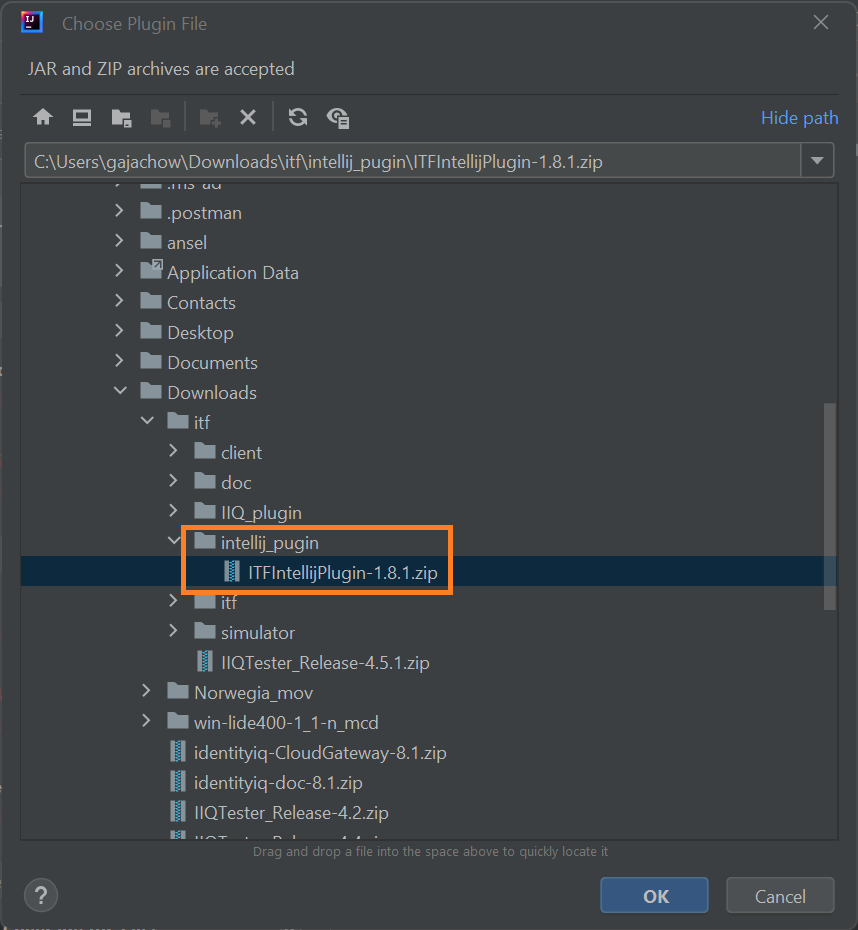 Choose Plugin File
JAR and ZIP archives are accepted
Hide path
C:\Users\gajachow\Downloads\itf\intellij_pugin\ITFIntellijPlugin-1.8.1.zip
.ms-ad
.postman
ansel
Application Data
Contacts
Desktop
Documents
Downloads
itf
client
doc
IIQ_plugin
intellij_pugin
ITFIntellijPlugin-1.8.1.zip
itf
simulator
IIQTester_Release-4.5.1.zip
Norwegia_mov
win-lide400-1_1-n_mcd
identityiq-CloudGateway-8.1.zip
identityiq-doc-8.1.zip
IIQTester_Release-4.2.zip
Drag and drop a file into the space above to quickly locate it
?
OK
Cancel